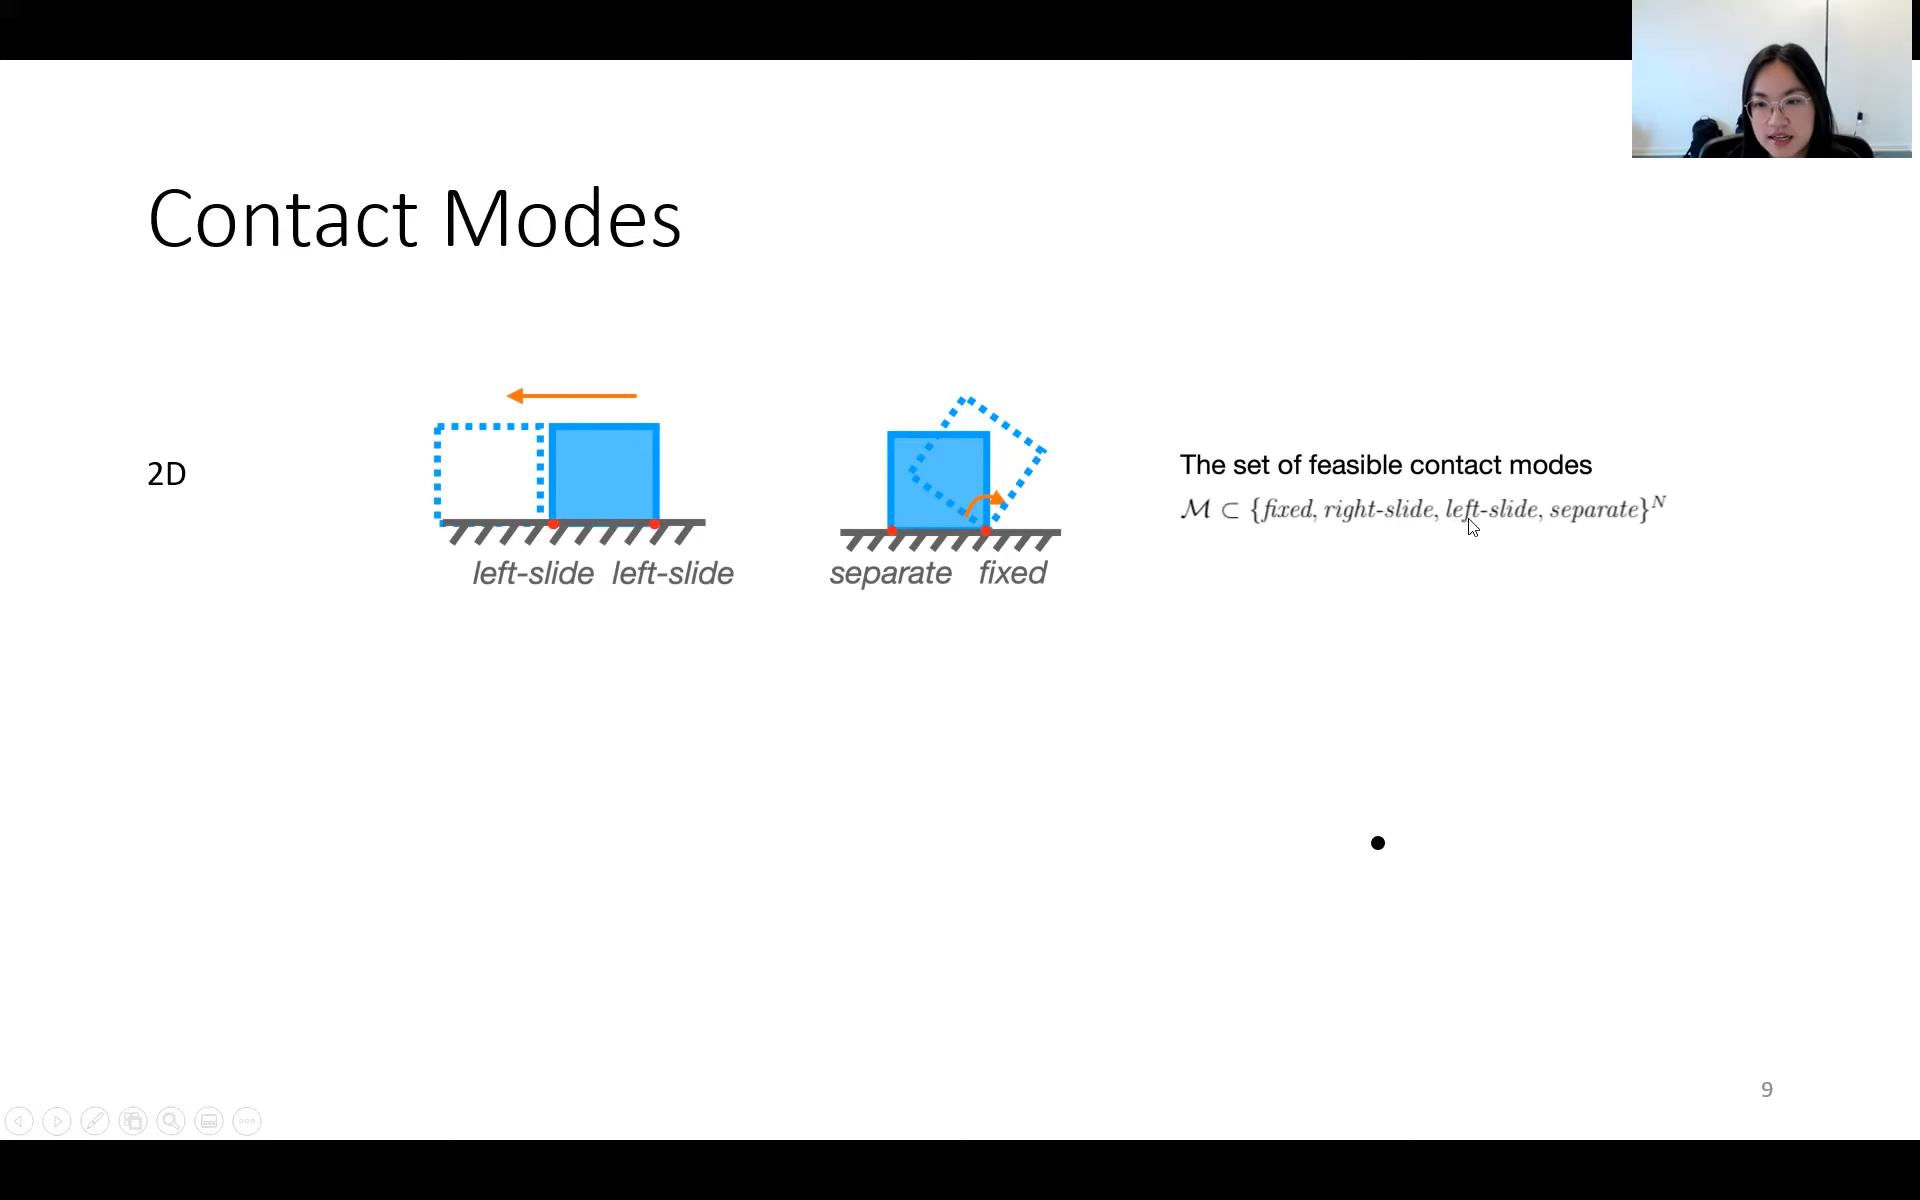 Contact Modes
2D
left-slide left-slide
separate fixed
The set of feasible contact modes
ℳ ⊂ {fixed, right-slide, left-slide, separate}^N
9